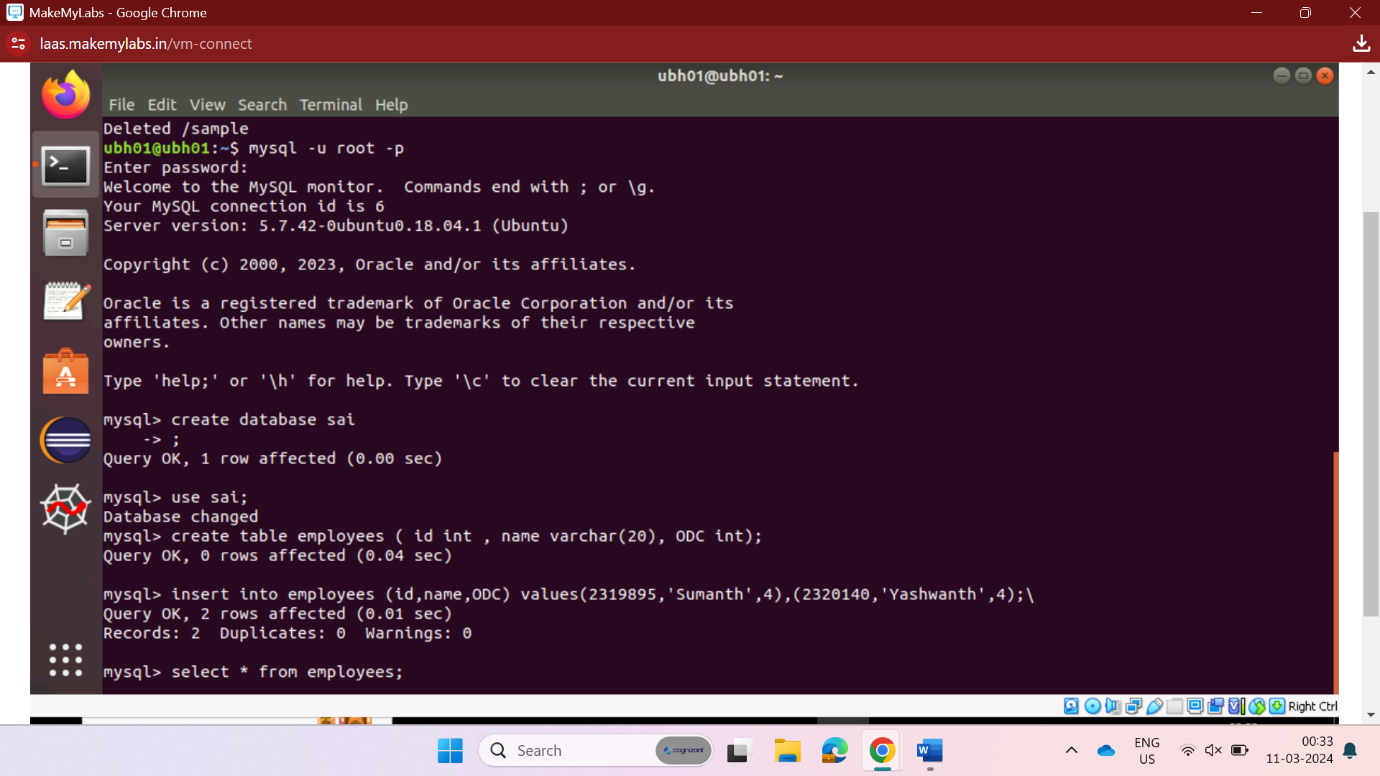 MakeMyLabs - Google Chrome
laas.makemylabs.in/vm-connect
ubh01@ubh01: ~
File Edit View Search Terminal Help
Deleted /sample
ubh01@ubh01:~$ mysql -u root -p
Enter password:
Welcome to the MySQL monitor.  Commands end with ; or \g.
Your MySQL connection id is 6
Server version: 5.7.42-0ubuntu0.18.04.1 (Ubuntu)
Copyright (c) 2000, 2023, Oracle and/or its affiliates.
Oracle is a registered trademark of Oracle Corporation and/or its
affiliates. Other names may be trademarks of their respective
owners.
Type 'help;' or '\h' for help. Type '\c' to clear the current input statement.
mysql> create database sai
    -> ;
Query OK, 1 row affected (0.00 sec)
mysql> use sai;
Database changed
mysql> create table employees ( id int , name varchar(20), ODC int);
Query OK, 0 rows affected (0.04 sec)
mysql> insert into employees (id,name,ODC) values(2319895,'Sumanth',4),(2320140,'Yashwanth',4);\
Query OK, 2 rows affected (0.01 sec)
Records: 2  Duplicates: 0  Warnings: 0
mysql> select * from employees;
Right Ctrl
Search
cognizant
ENG
US
00:33
11-03-2024